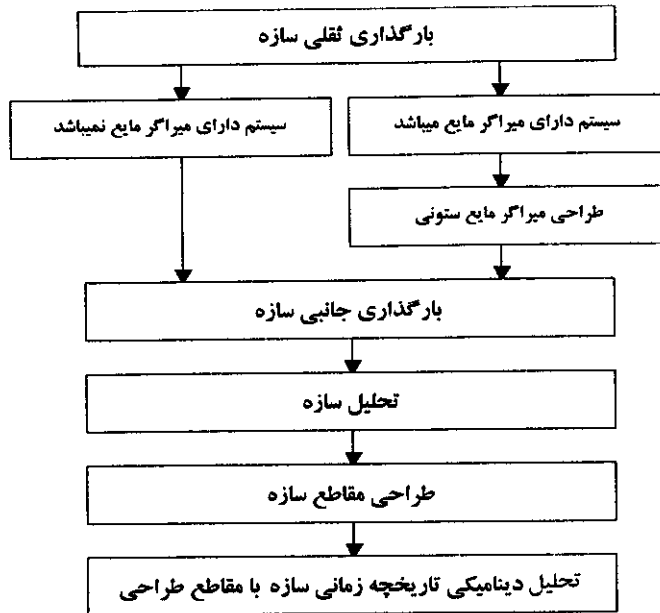 بارگذاری ثقلی سازه
سیستم دارای میراگر مایع میباشد
سیستم دارای میراگر مایع نمیباشد
طراحی میراگر مایع ستونی
بارگذاری جانبی سازه
تحلیل سازه
طراحی مقاطع سازه
تحلیل دینامیکی تاریخچه زمانی سازه با مقاطع طراحی